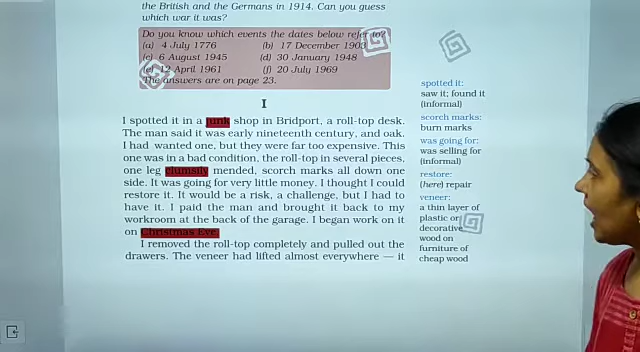 the British and the Germans in 1914. Can you guess
which war it was?
Do you know which events the dates below refer to?
(a) 4 July 1776 (b) 17 December 1903
(c) 6 August 1945 (d) 30 January 1948
(e) 12 April 1961 (f) 20 July 1969
The answers are on page 23.
I
I spotted it in a junk shop in Bridport, a roll-top desk.
The man said it was early nineteenth century, and oak.
I had wanted one, but they were far too expensive. This
one was in a bad condition, the roll-top in several pieces,
one leg clumsily mended, scorch marks all down one
side. It was going for very little money. I thought I could
restore it. It would be a risk, a challenge, but I had to
have it. I paid the man and brought it back to my
workroom at the back of the garage. I began work on it
on Christmas Eve.
I removed the roll-top completely and pulled out the
drawers. The veneer had lifted almost everywhere — it
spotted it:
saw it; found it
(informal)
scorch marks:
burn marks
was going for:
was selling for
(informal)
restore:
(here) repair
veneer:
a thin layer of
plastic or
decorative
wood on
furniture of
cheap wood